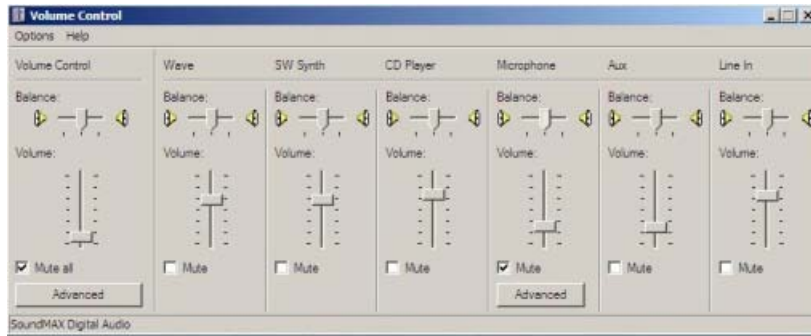 Volume Control
Options Help
Volume Control Wave SW Synth CD Player Microphone Aux Line In
Balance: Balance: Balance: Balance: Balance: Balance: Balance:
Volume: Volume: Volume: Volume: Volume: Volume: Volume:
Mute all Mute Mute Mute Mute Mute Mute
Advanced Advanced
SoundMAX Digital Audio